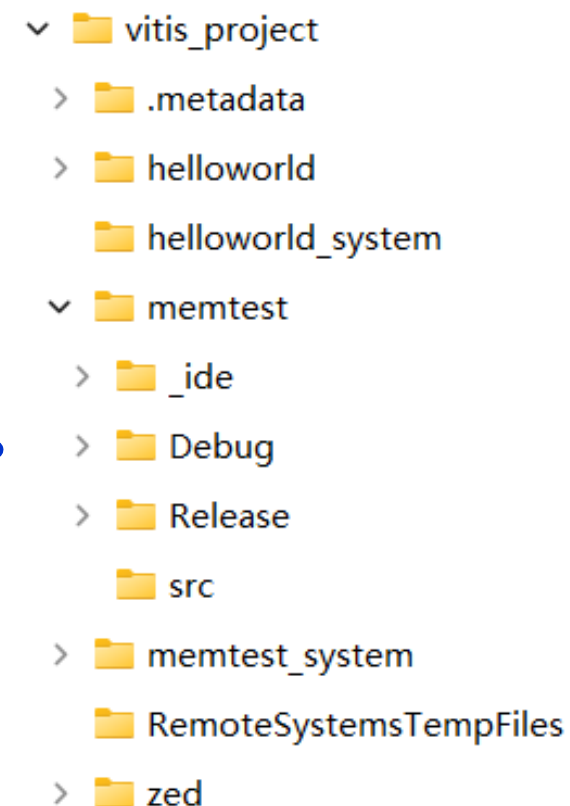 vitis_project
.metadata
helloworld
helloworld_system
memtest
_ide
Debug
Release
src
memtest_system
RemoteSystemsTempFiles
zed